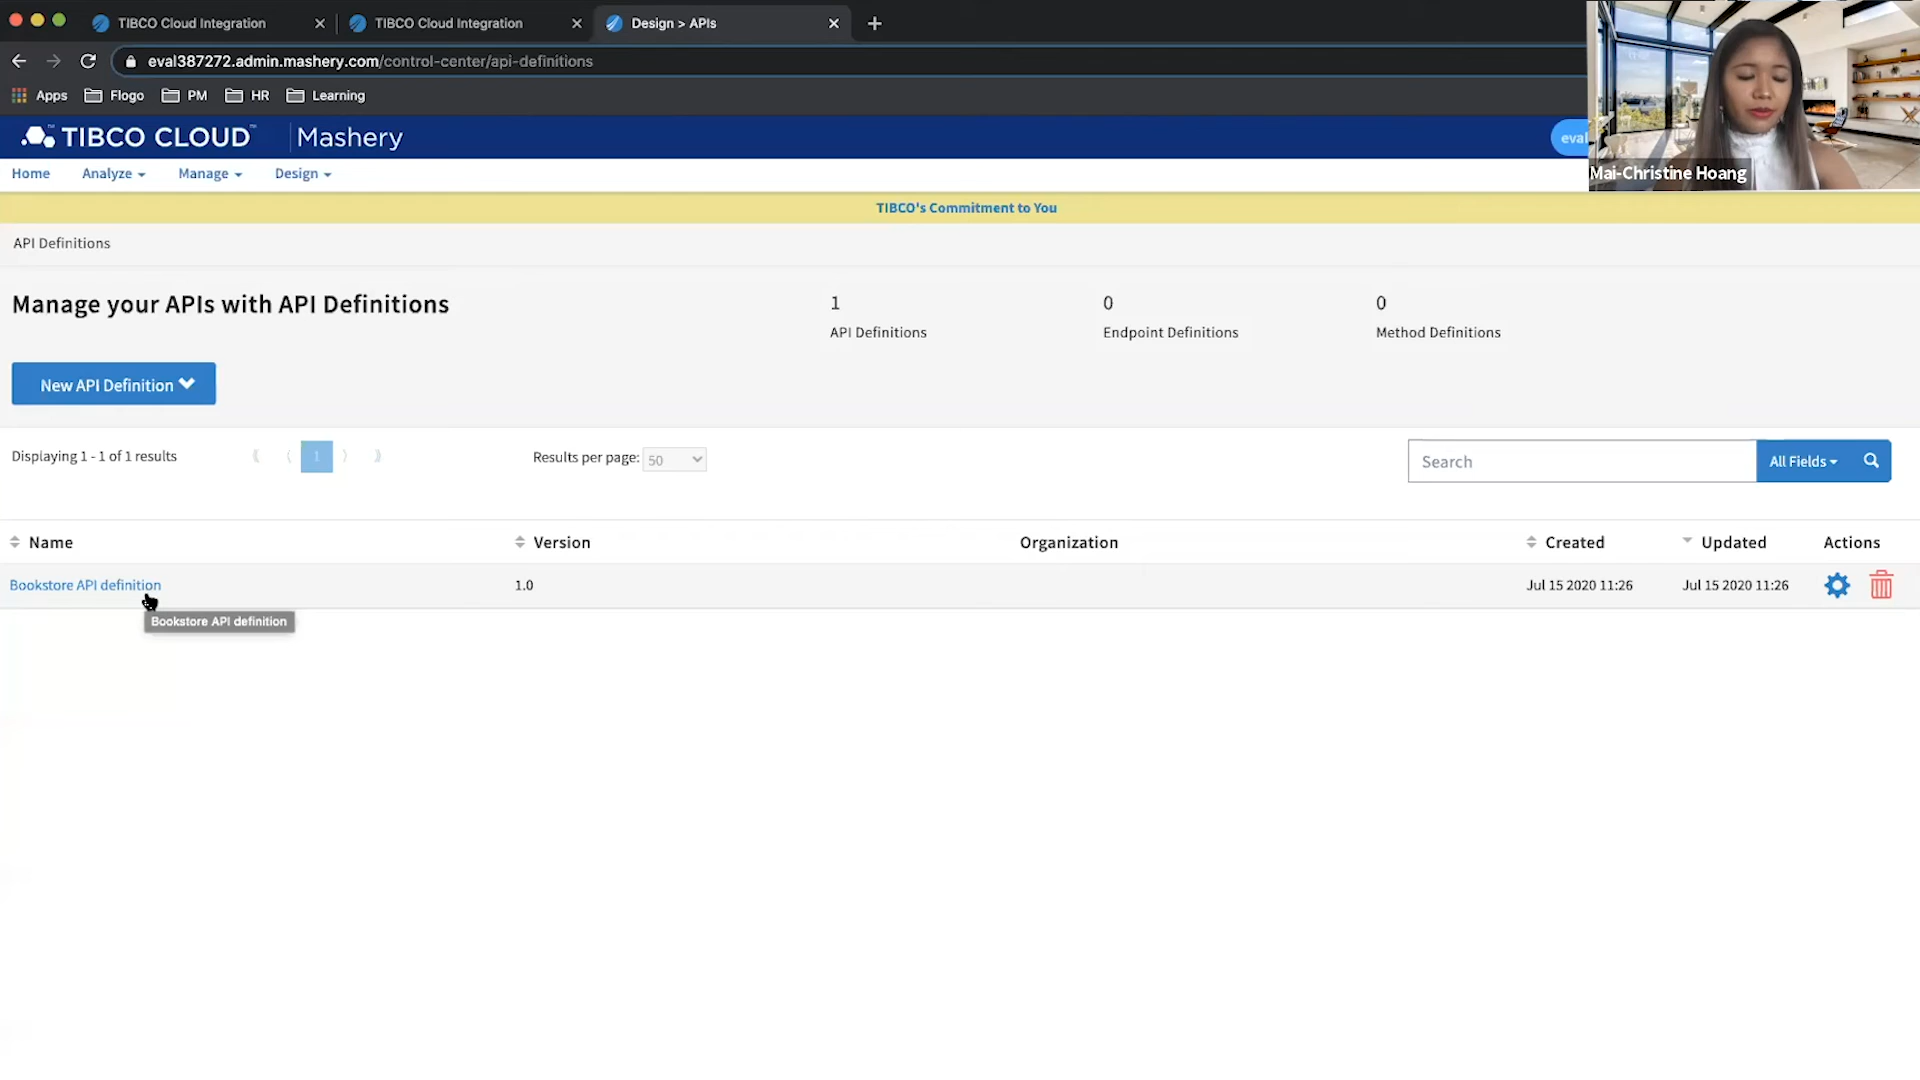 TIBCO Cloud Integration
TIBCO Cloud Integration
Design > APIs
eval387272.admin.mashery.com/control-center/api-definitions
Apps
Flogo
PM
HR
Learning
TIBCO CLOUD™ | Mashery
eval
Mai-Christine Hoang
Home
Analyze
Manage
Design
TIBCO's Commitment to You
API Definitions
Manage your APIs with API Definitions
1
API Definitions
0
Endpoint Definitions
0
Method Definitions
New API Definition
Displaying 1 - 1 of 1 results
1
Results per page: 50
Search
All Fields
Name Version Organization Created Updated Actions
Bookstore API definition 1.0 Jul 15 2020 11:26 Jul 15 2020 11:26
Bookstore API definition